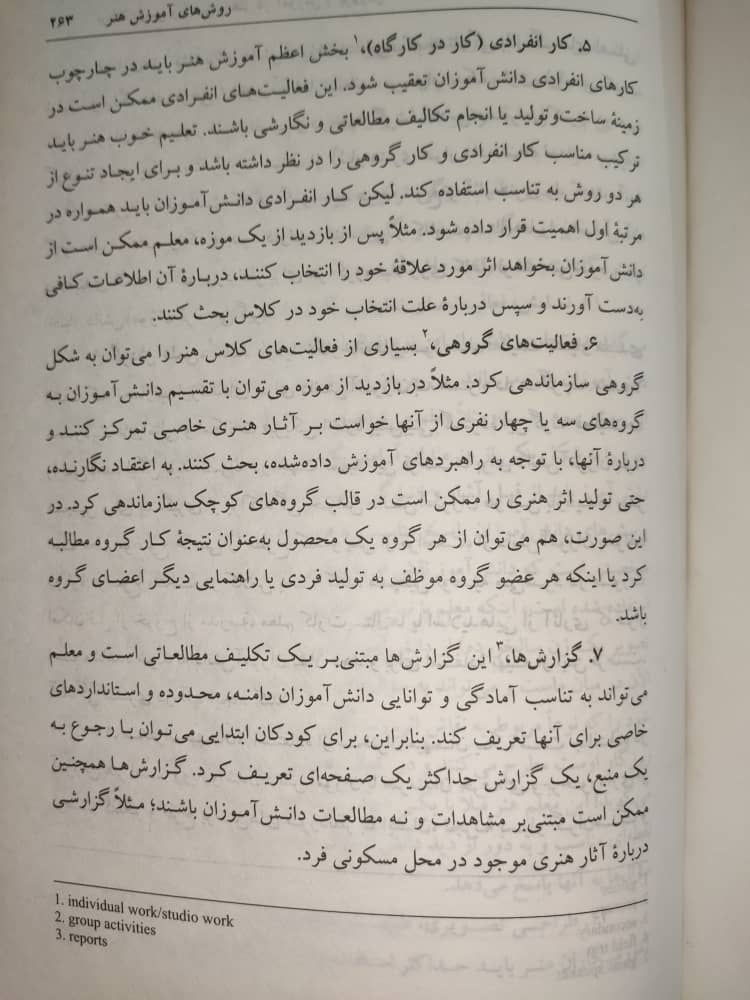 روش‌های آموزش هنر ۲۶۳
۵. کار انفرادی (کار در کارگاه)،۱ بخش اعظم آموزش هنر باید در چارچوب
کارهای انفرادی دانش‌آموزان تعقیب شود. این فعالیت‌های انفرادی ممکن است در
زمینهٔ ساخت‌وتولید یا انجام تکالیف مطالعاتی و نگارشی باشند. تعلیم خوب هنر باید
ترکیب مناسب کار انفرادی و کار گروهی را در نظر داشته باشد و برای ایجاد تنوع از
هر دو روش به تناسب استفاده کند. لیکن کار انفرادی دانش‌آموزان باید همواره در
مرتبهٔ اول اهمیت قرار داده شود. مثلاً پس از بازدید از یک موزه، معلم ممکن است از
دانش‌آموزان بخواهد اثر مورد علاقهٔ خود را انتخاب کنند، دربارهٔ آن اطلاعات کافی
به‌دست آورند و سپس دربارهٔ علت انتخاب خود در کلاس بحث کنند.
۶. فعالیت‌های گروهی،۲ بسیاری از فعالیت‌های کلاس هنر را می‌توان به شکل
گروهی سازماندهی کرد. مثلاً در بازدید از موزه می‌توان با تقسیم دانش‌آموزان به
گروه‌های سه یا چهار نفری از آنها خواست بر آثار هنری خاصی تمرکز کنند و
دربارهٔ آنها، با توجه به راهبردهای آموزش داده‌شده، بحث کنند. به اعتقاد نگارنده،
حتی تولید اثر هنری را ممکن است در قالب گروه‌های کوچک سازماندهی کرد. در
این صورت، هم می‌توان از هر گروه یک محصول به‌عنوان نتیجهٔ کار گروه مطالبه
کرد یا اینکه هر عضو گروه موظف به تولید فردی یا راهنمایی دیگر اعضای گروه
باشد.
۷. گزارش‌ها،۳ این گزارش‌ها مبتنی‌بر یک تکلیف مطالعاتی است و معلم
می‌تواند به تناسب آمادگی و توانایی دانش‌آموزان دامنه، محدوده و استانداردهای
خاصی برای آنها تعریف کند. بنابراین، برای کودکان ابتدایی می‌توان با رجوع به
یک منبع، یک گزارش حداکثر یک صفحه‌ای تعریف کرد. گزارش‌ها همچنین
ممکن است مبتنی‌بر مشاهدات و نه مطالعات دانش‌آموزان باشند؛ مثلاً گزارشی
دربارهٔ آثار هنری موجود در محل مسکونی فرد.
1. individual work/studio work
2. group activities
3. reports